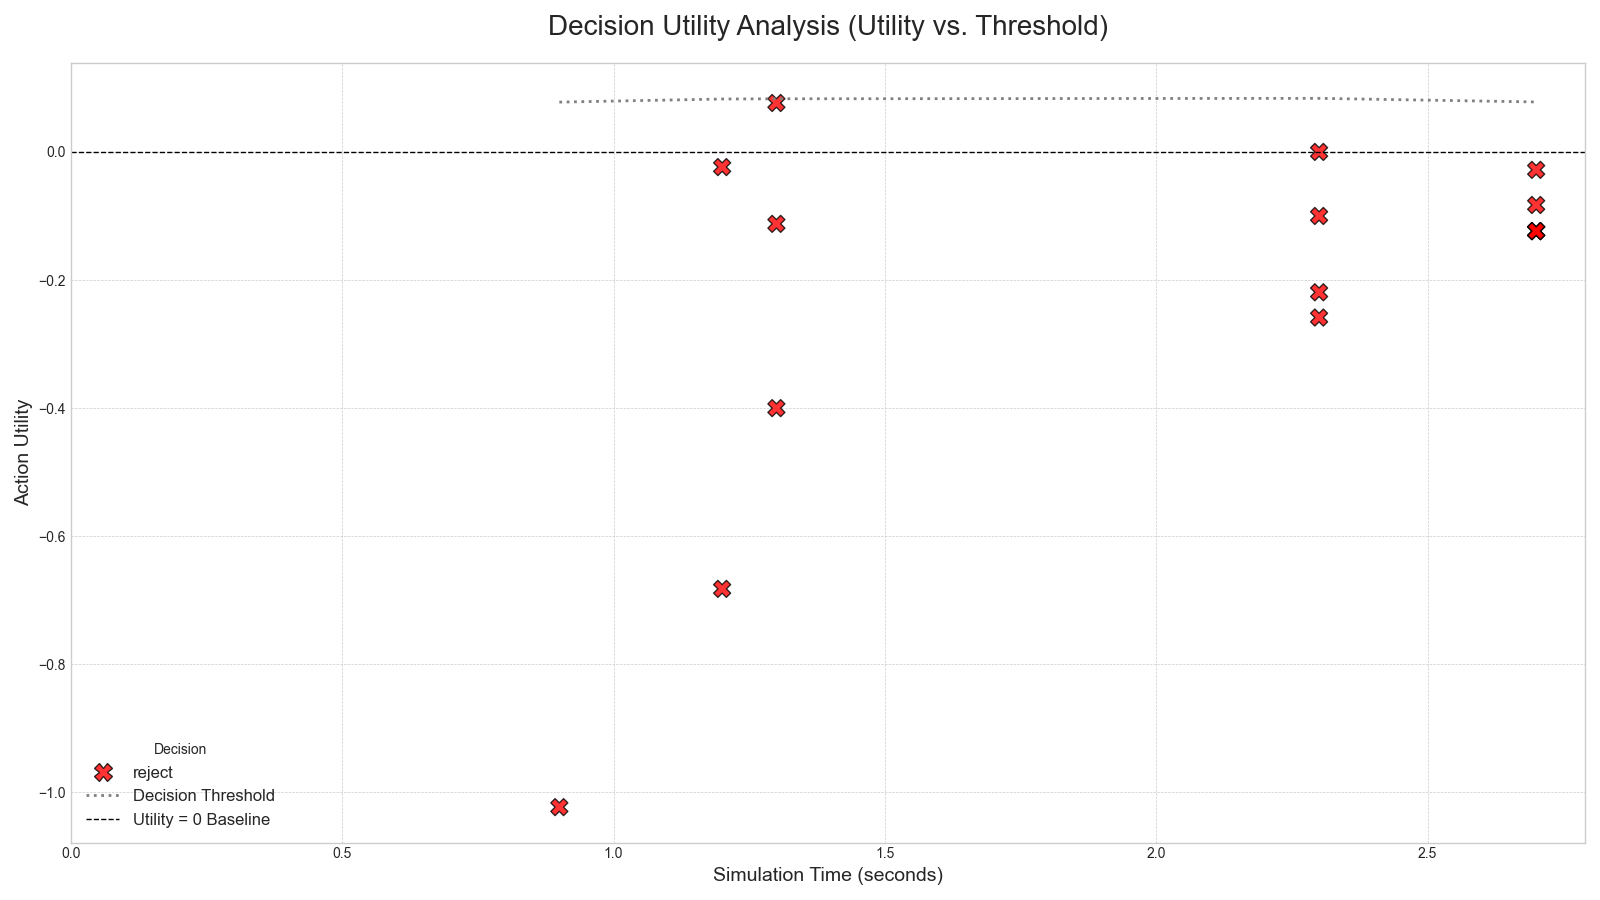 Decision Utility Analysis (Utility vs. Threshold)
Action Utility
0.0
−0.2
−0.4
−0.6
−0.8
−1.0
Decision
reject
Decision Threshold
Utility = 0 Baseline
0.0 0.5 1.0 1.5 2.0 2.5
Simulation Time (seconds)